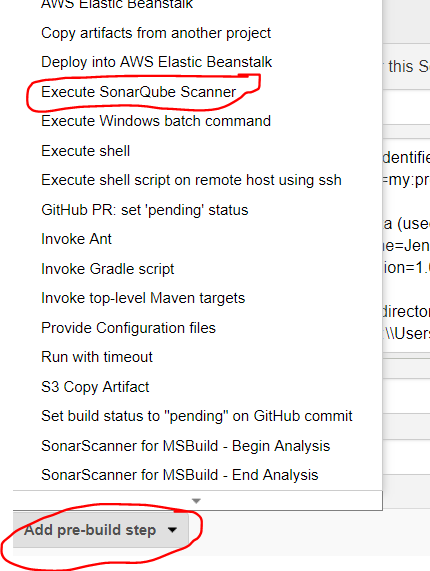 AWS Elastic Beanstalk
Copy artifacts from another project
Deploy into AWS Elastic Beanstalk
this S
Execute SonarQube Scanner
Execute Windows batch command
Execute shell
dentifie
Execute shell script on remote host using ssh
=my:pr
GitHub PR: set 'pending' status
a (use
Invoke Ant
e=Jen
Invoke Gradle script
sion=1.
Invoke top-level Maven targets
directo
Provide Configuration files
:\\Users
Run with timeout
S3 Copy Artifact
Set build status to "pending" on GitHub commit
SonarScanner for MSBuild - Begin Analysis
SonarScanner for MSBuild - End Analysis
Add pre-build step